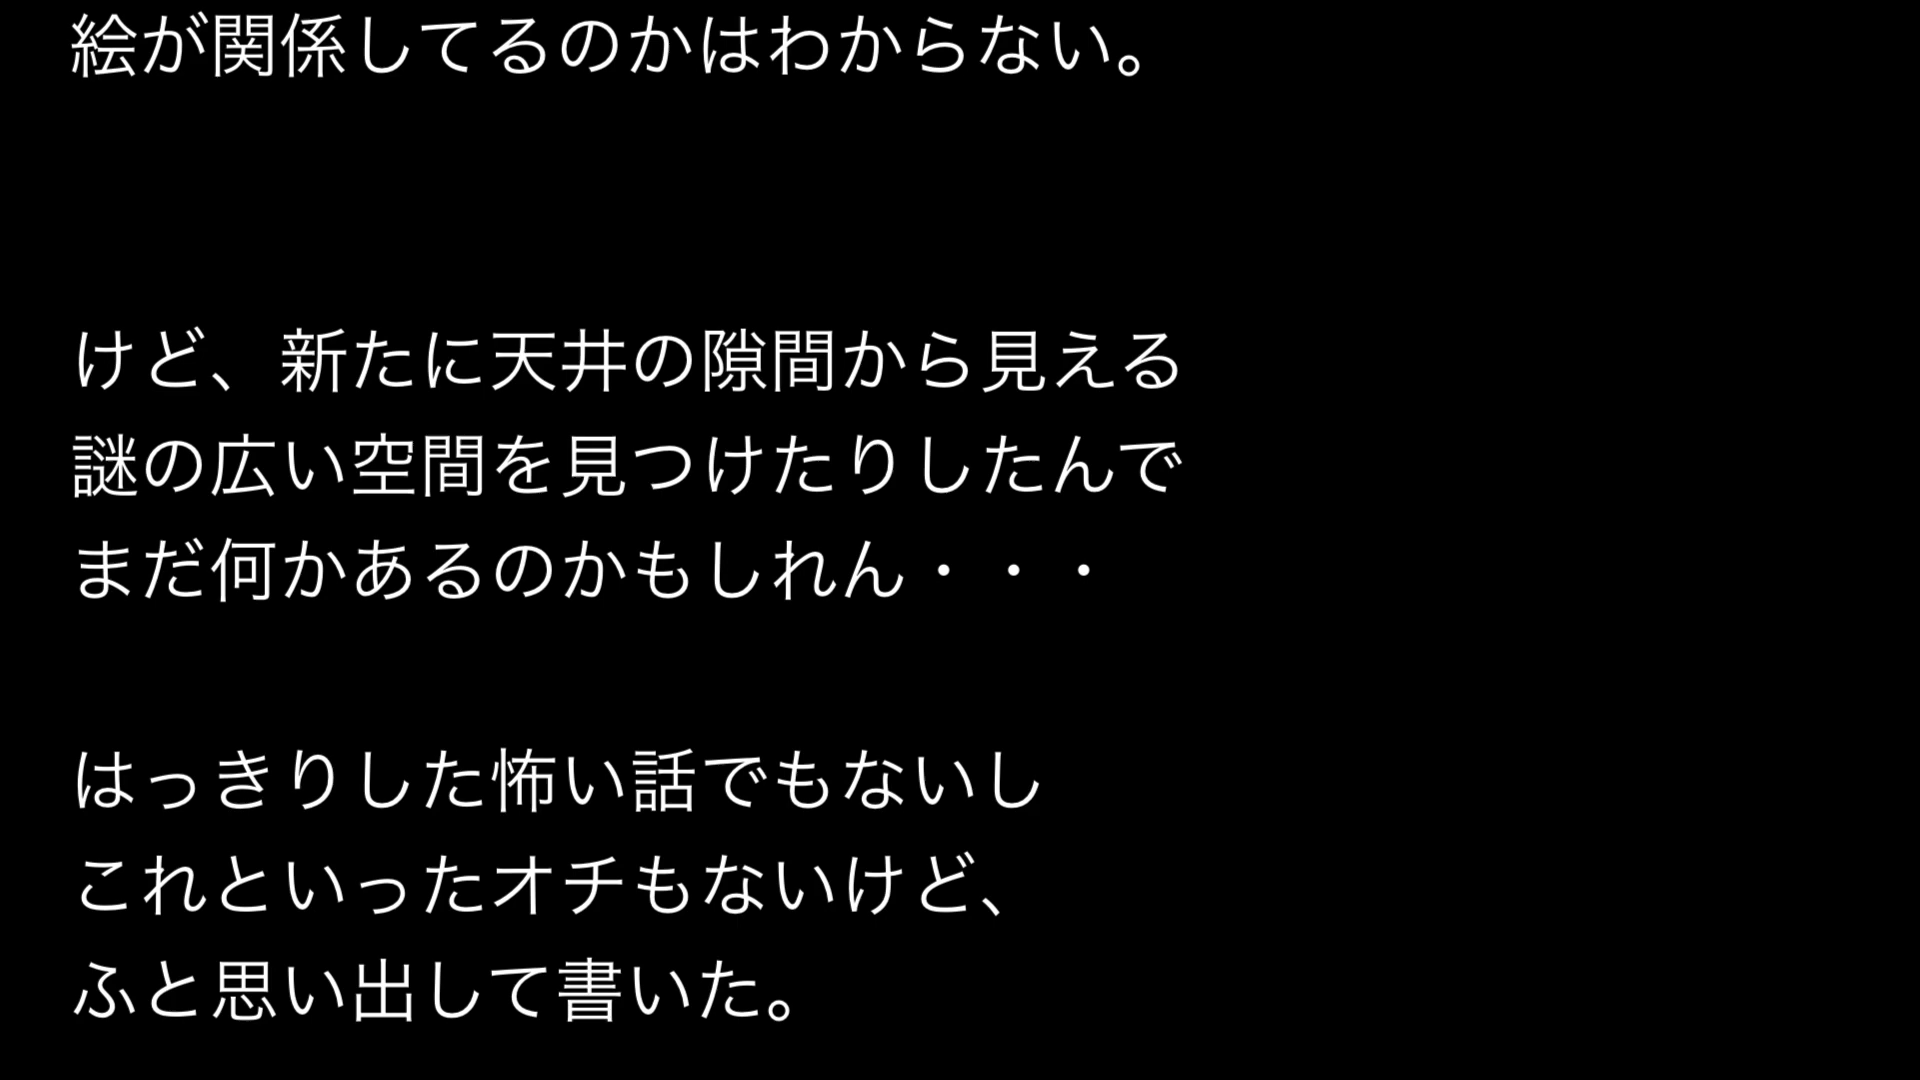 絵が関係してるのかはわからない。
けど、新たに天井の隙間から見える
謎の広い空間を見つけたりしたんで
まだ何かあるのかもしれん・・・
はっきりした怖い話でもないし
これといったオチもないけど、
ふと思い出して書いた。